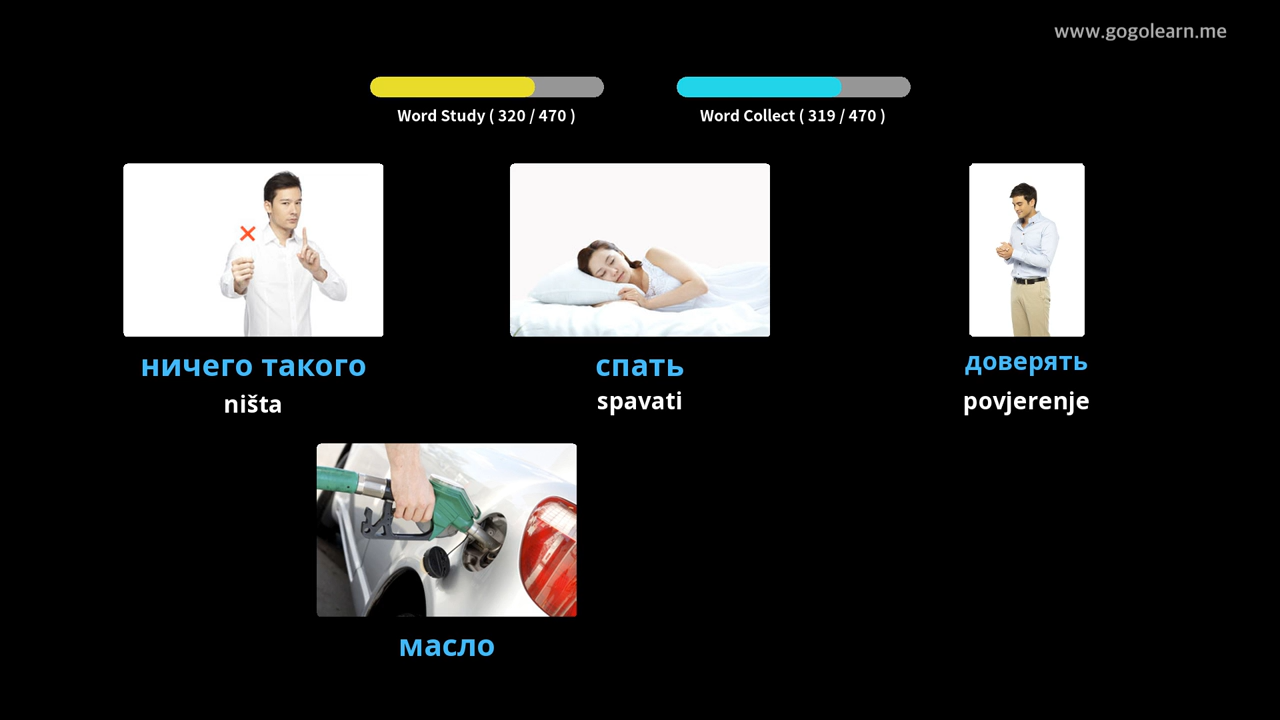 www.gogolearn.me
Word Study ( 320 / 470 )
Word Collect ( 319 / 470 )
ничего такого
ništa
спать
spavati
доверять
povjerenje
масло